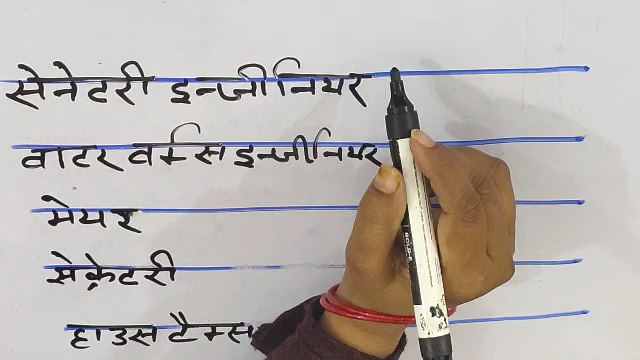 सेनेटरी इन्जीनियर
वाटर वर्क्स इन्जीनियर
मेयर
सेक्रेटरी
हाउस टैक्स